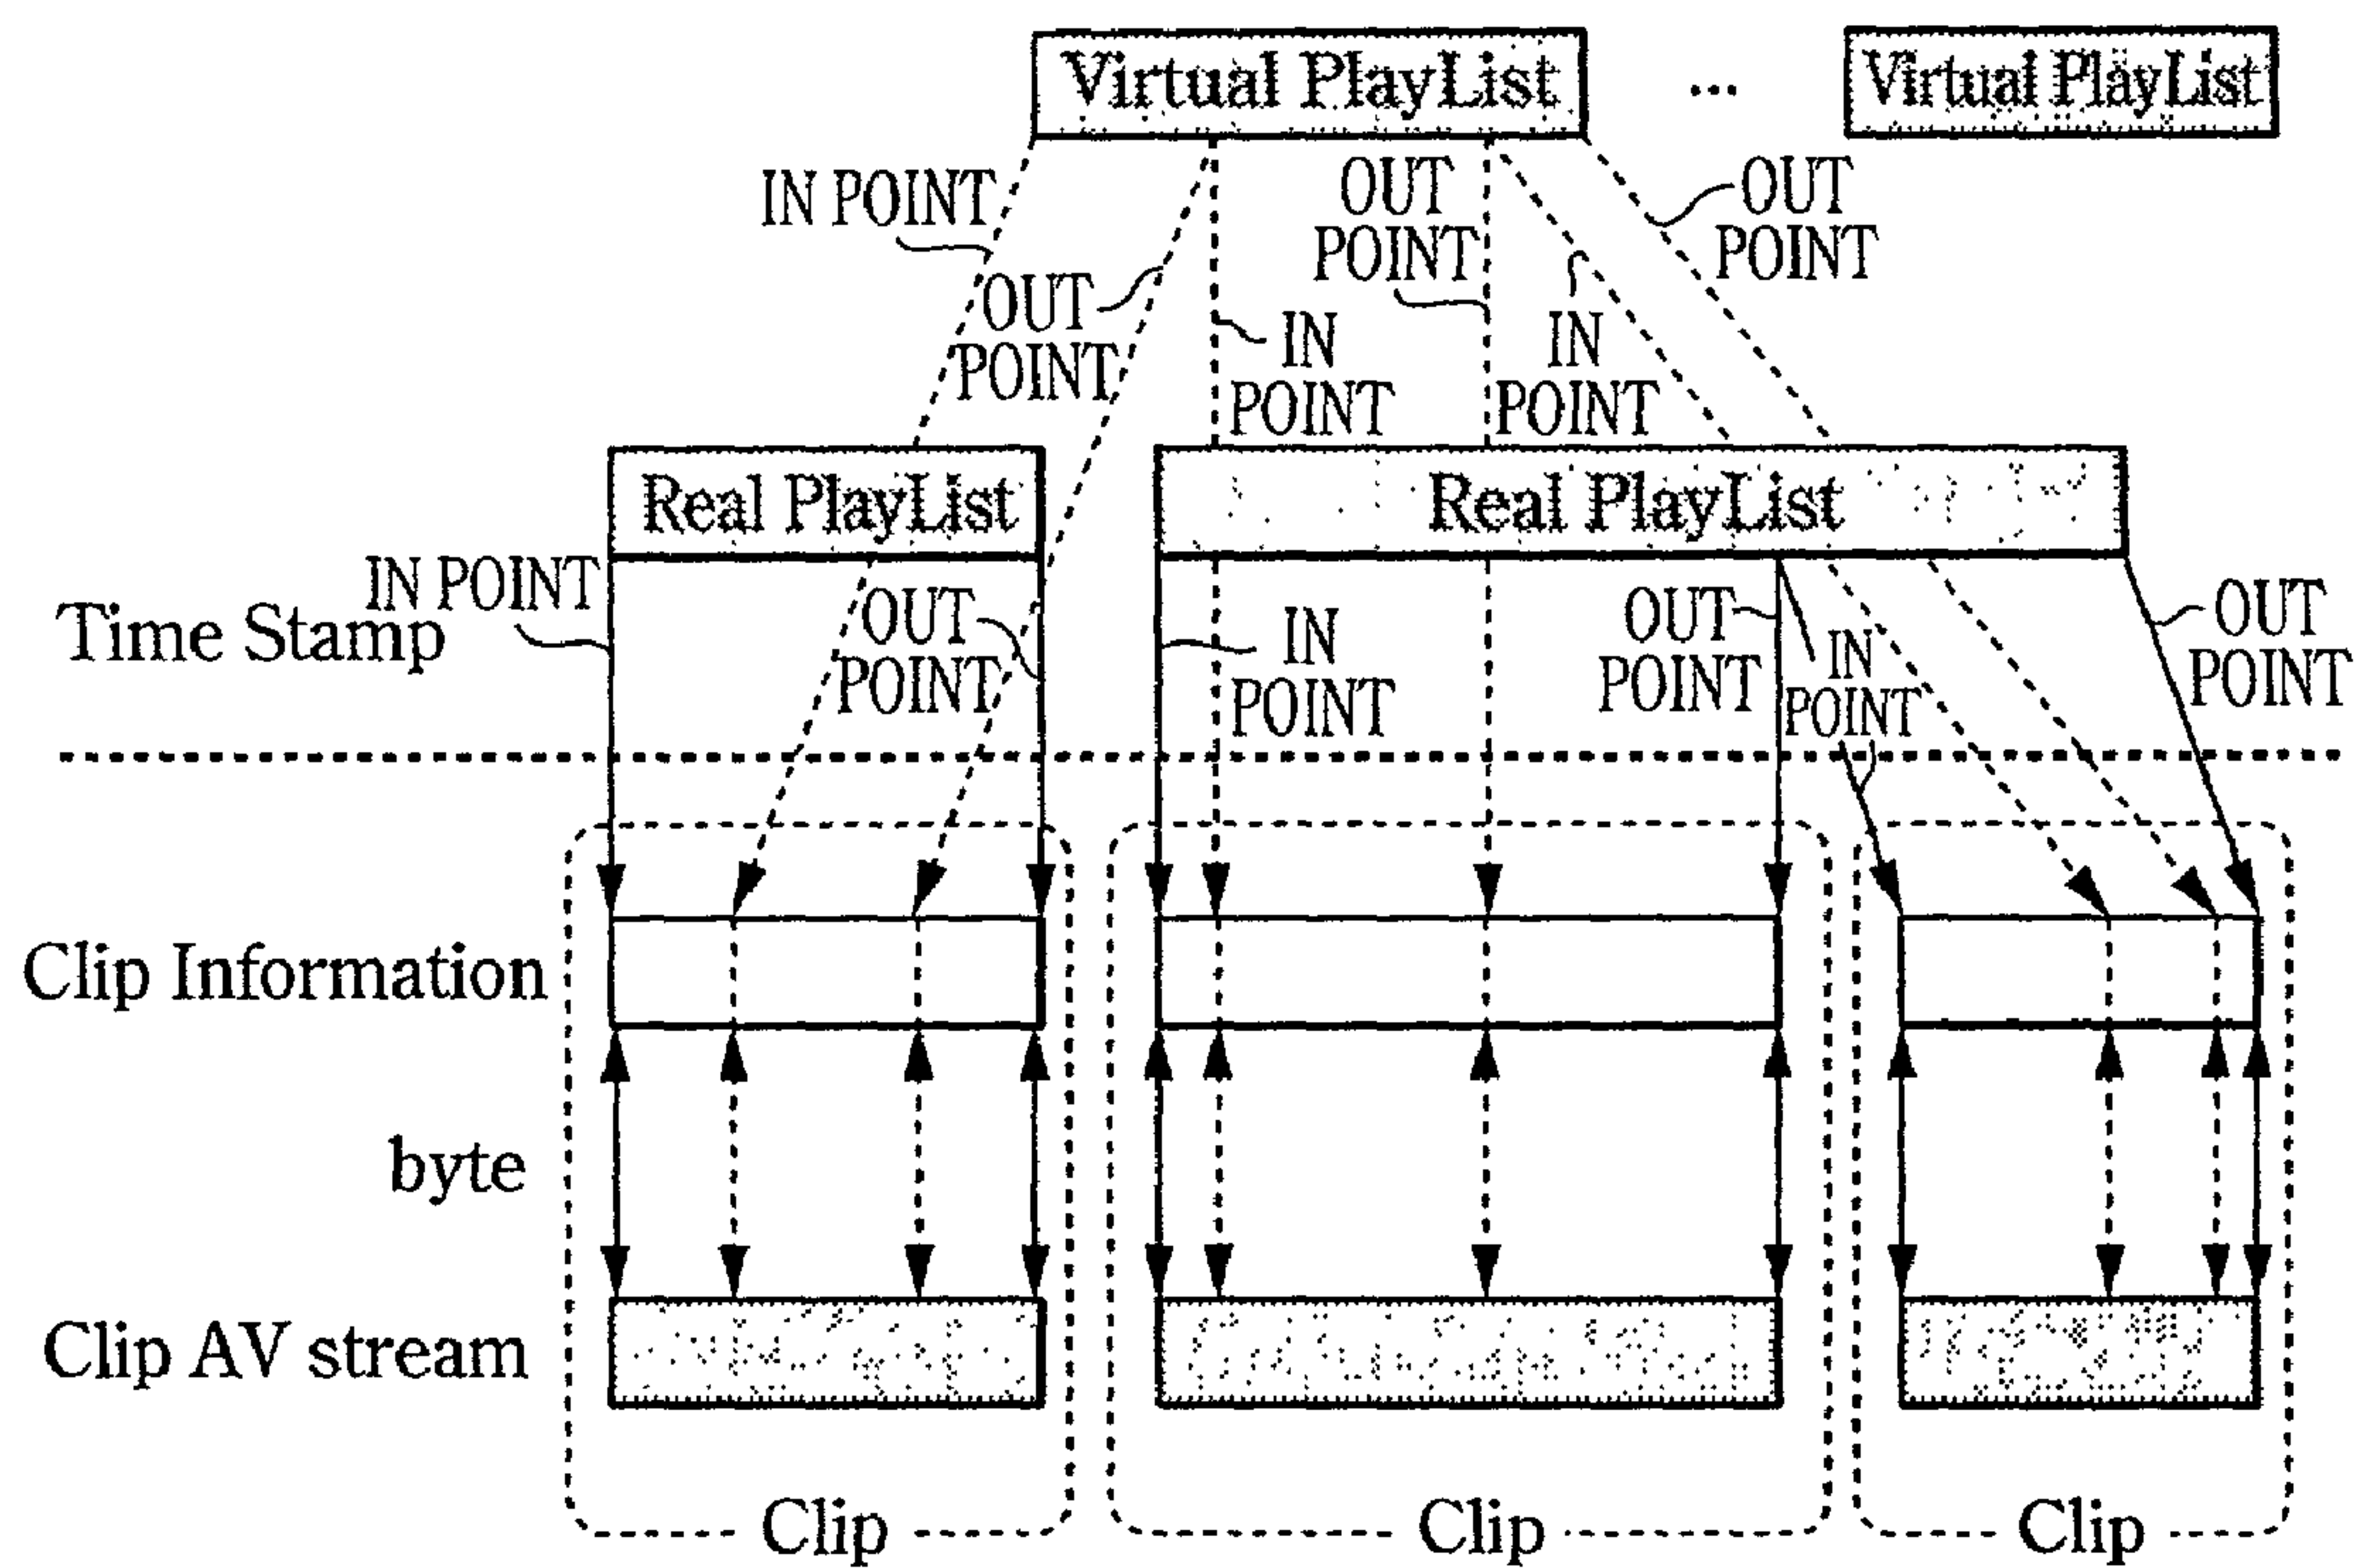 Virtual PlayList ... Virtual PlayList
IN POINT
OUT
POINT
OUT
POINT
OUT
POINT
IN
POINT
IN
POINT
Real PlayList
Real PlayList
Time Stamp
IN POINT
OUT
POINT
IN
POINT
OUT
POINT
IN
POINT
OUT
POINT
Clip Information
byte
Clip AV stream
Clip
Clip
Clip